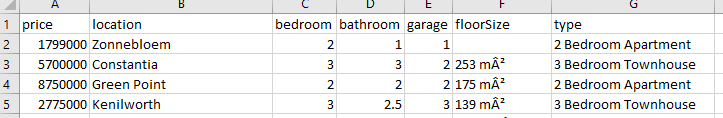 A B C D E F G
1 price location bedroom bathroom garage floorSize type
2 1799000 Zonnebloem 2 1 1 2 Bedroom Apartment
3 5700000 Constantia 3 3 2 253 mÂ² 3 Bedroom Townhouse
4 8750000 Green Point 2 2 2 175 mÂ² 2 Bedroom Apartment
5 2775000 Kenilworth 3 2.5 3 139 mÂ² 3 Bedroom Townhouse